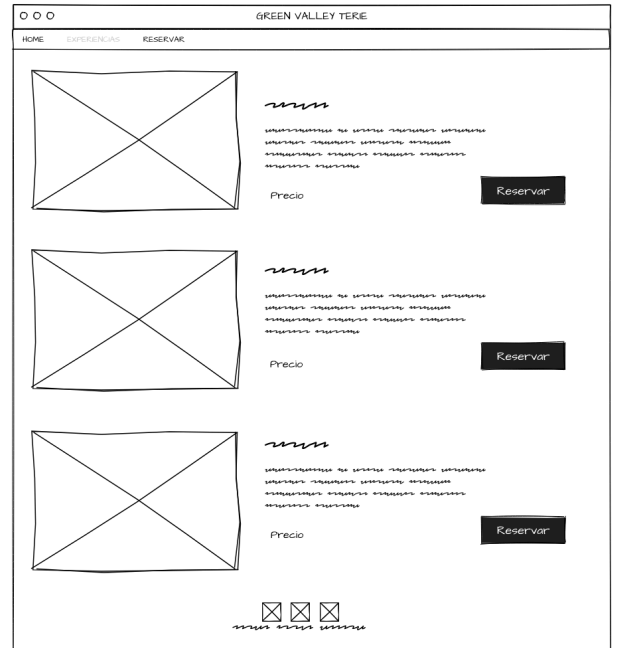 GREEN VALLEY TERIE
HOME EXPERIENCIAS RESERVAR
Precio
Reservar
Precio
Reservar
Precio
Reservar